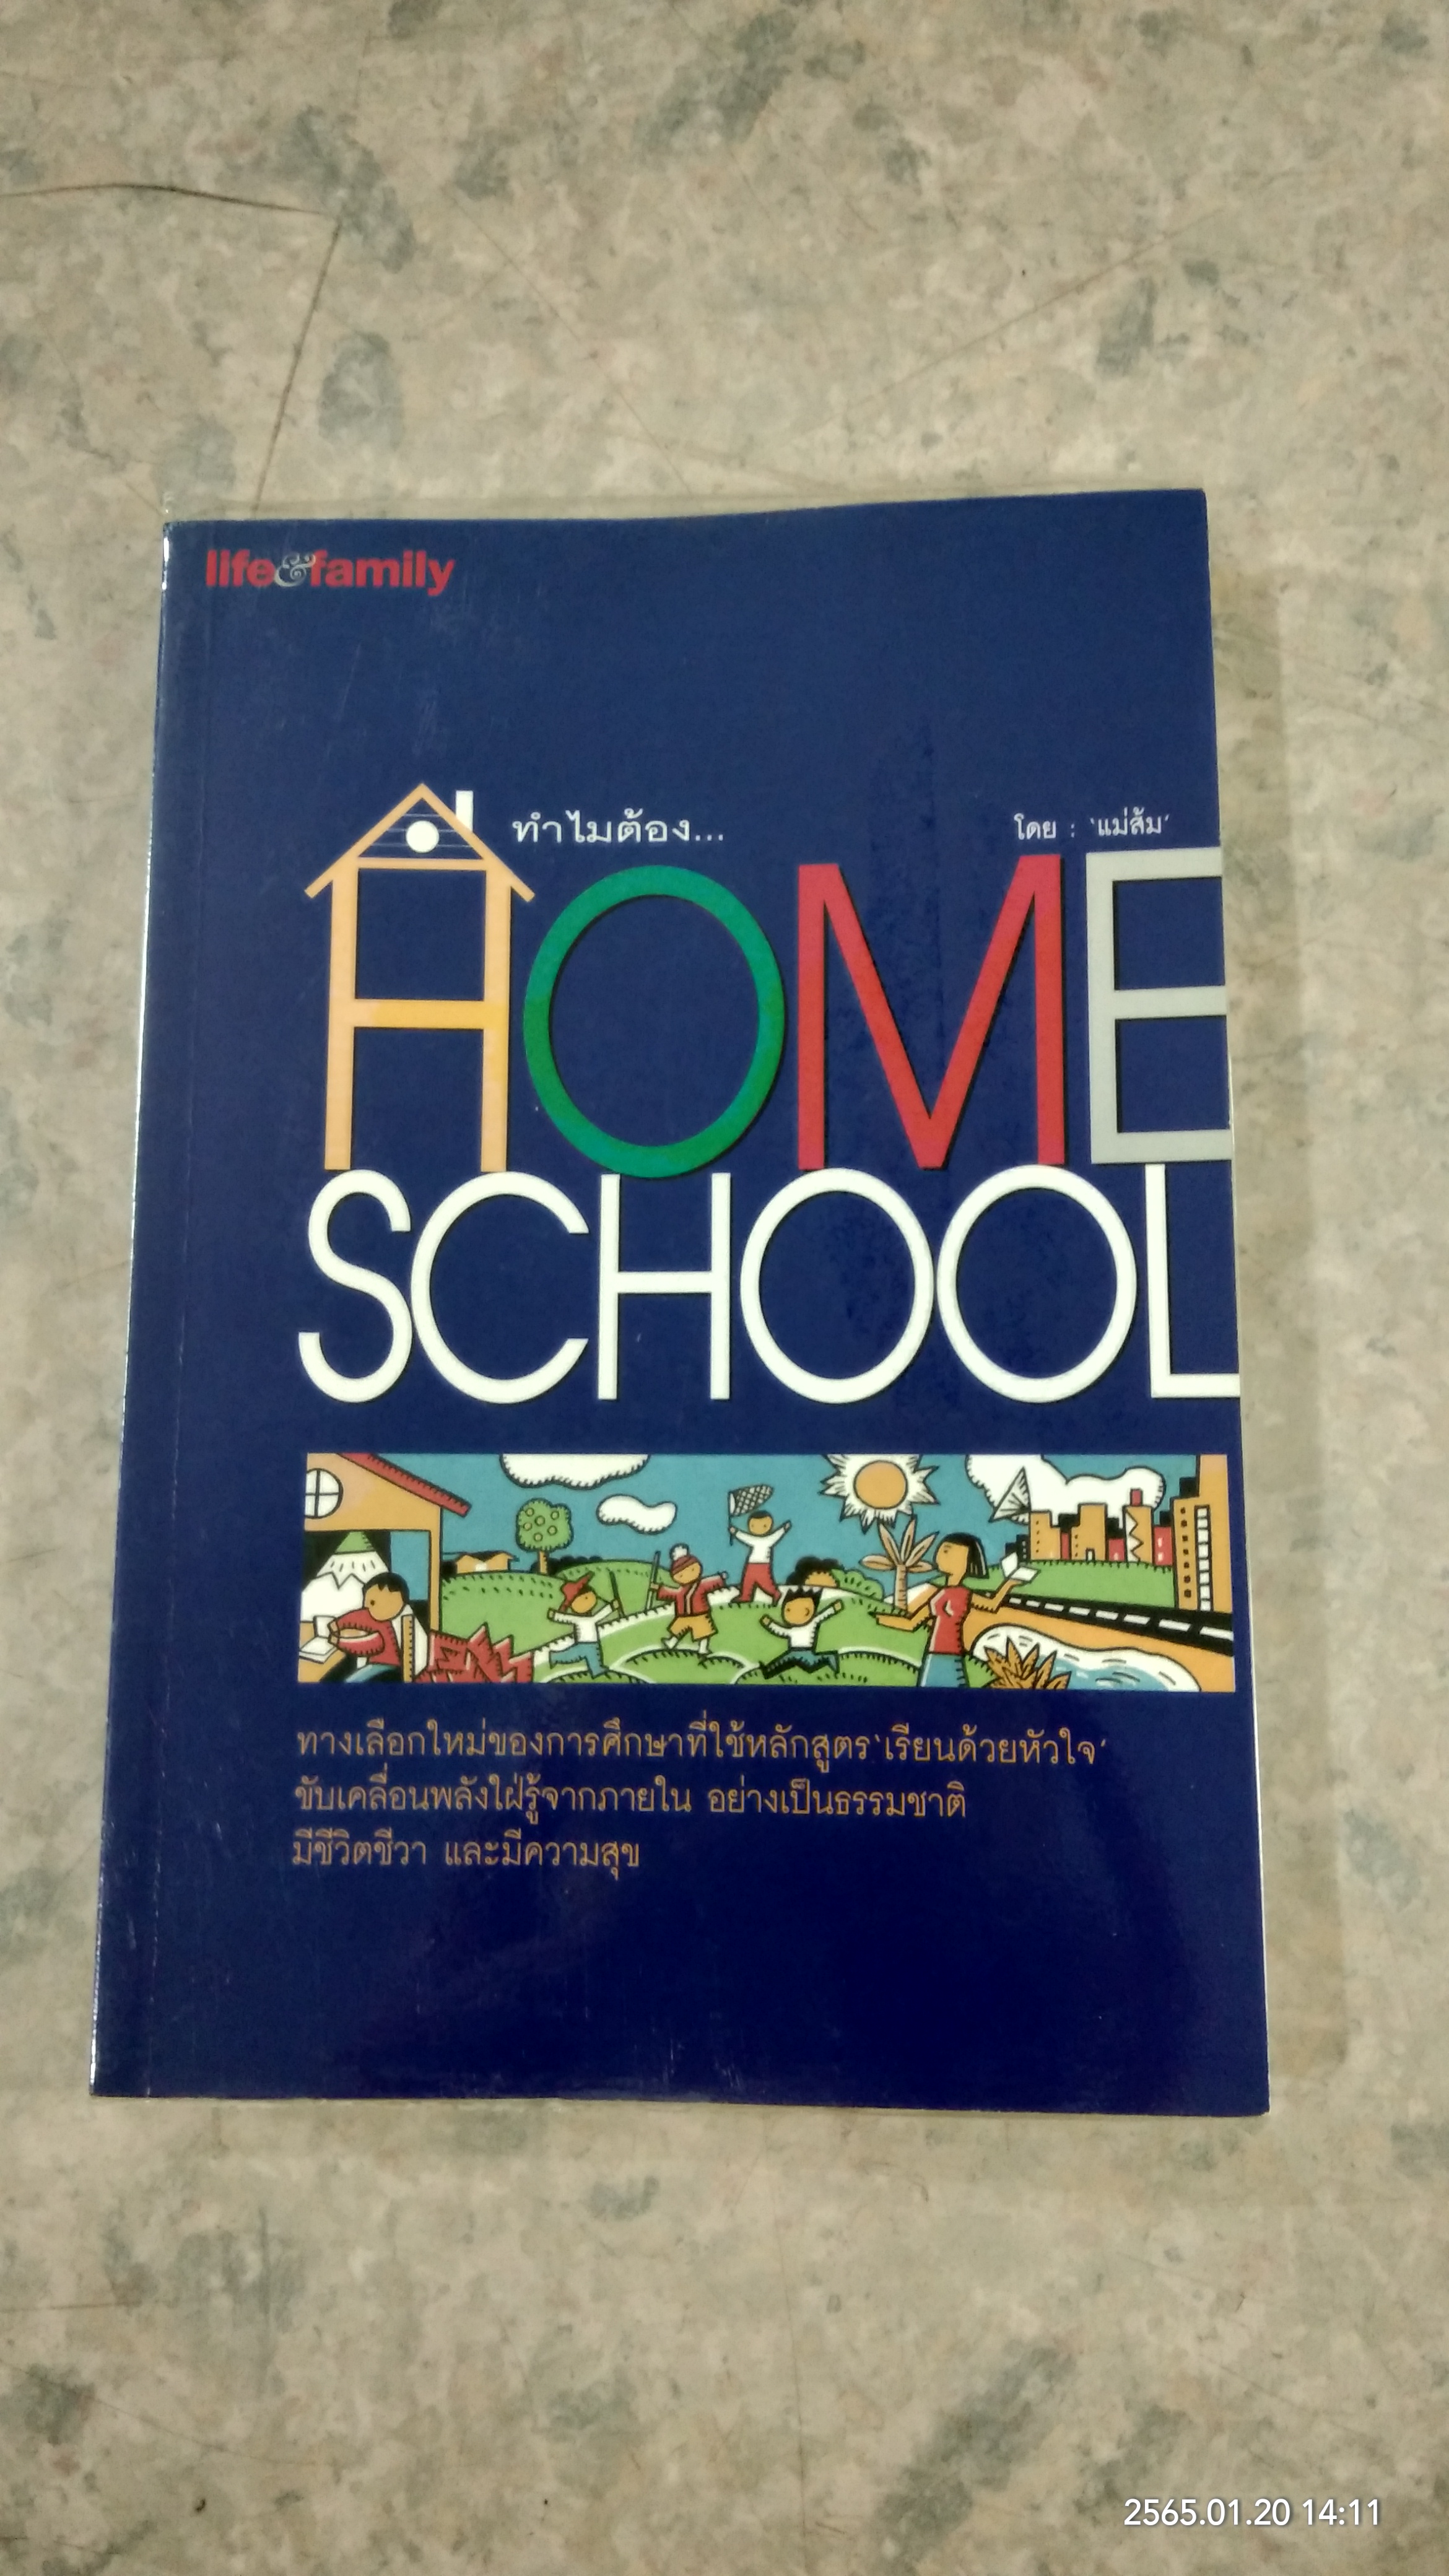 life&family
ทำไมต้อง...
โดย : 'แม่ส้ม'
HOME
SCHOOL
ทางเลือกใหม่ของการศึกษาที่ใช้หลักสูตร'เรียนด้วยหัวใจ'
ขับเคลื่อนพลังใฝ่รู้จากภายใน อย่างเป็นธรรมชาติ
มีชีวิตชีวา และมีความสุข
2565.01.20 14:11